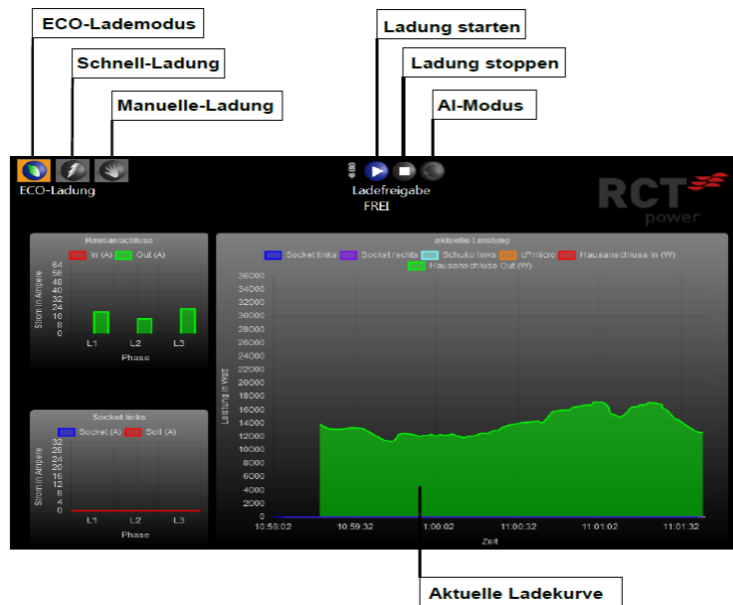 ECO-Lademodus
Schnell-Ladung
Manuelle-Ladung
Ladung starten
Ladung stoppen
AI-Modus
ECO-Ladung
Ladefreigabe
FREI
RCT
power
Hausanschluss
In (A) Out (A)
64
56
48
40
32
24
16
8
0
Strom in Ampere
L1 L2 L3
Phase
Socket links
Socket (A) Soll (A)
32
28
24
20
16
12
8
4
0
Strom in Ampere
L1 L2 L3
Phase
aktuelle Leistung
Socket links Socket rechts Schuko links cFmicro Hausanschluss In (W)
Hausanschluss Out (W)
36000
34000
32000
30000
28000
26000
24000
22000
20000
18000
16000
14000
12000
10000
8000
6000
4000
2000
0
Leistung in Watt
10:59:02 10:59:32 1:00:02 11:00:32 11:01:02 11:01:32
Zeit
Aktuelle Ladekurve